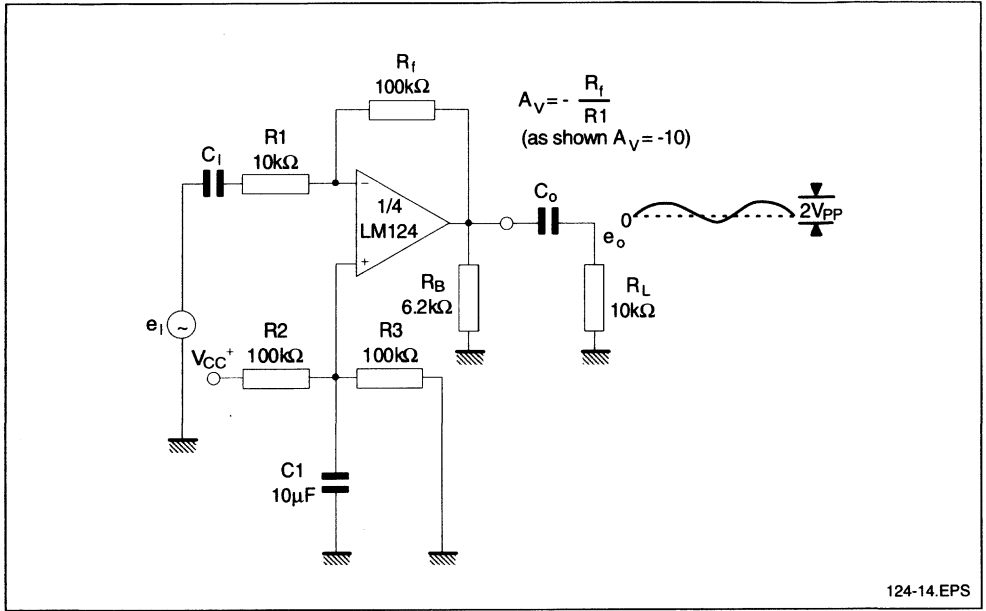 Rf
100kΩ
AV = - Rf
R1
(as shown AV = -10)
R1
10kΩ
CI
1/4
LM124
-
+
Co
0
2VPP
eo
RB
6.2kΩ
RL
10kΩ
eI
~
VCC+
R2
100kΩ
R3
100kΩ
C1
10µF
124-14.EPS